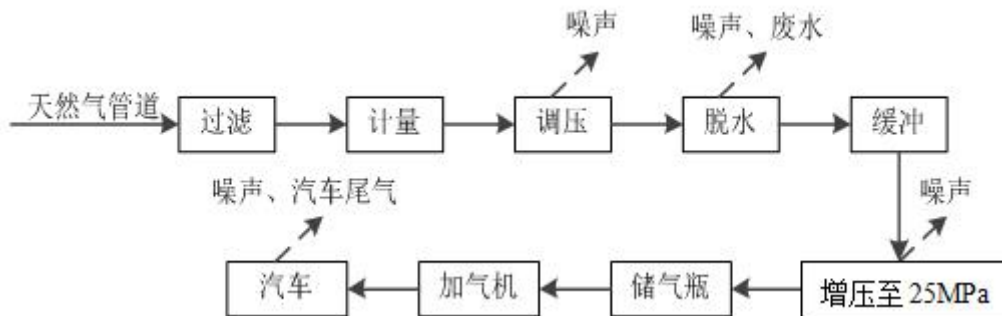 噪声
噪声、废水
天然气管道
过滤
计量
调压
脱水
缓冲
噪声、汽车尾气
噪声
汽车
加气机
储气瓶
增压至25MPa